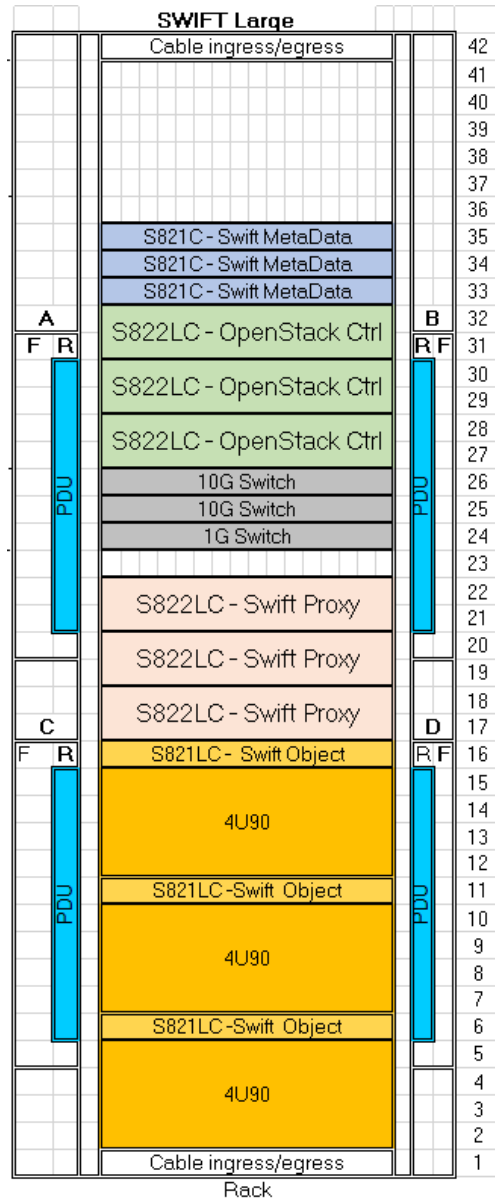 SWIFT Large
Cable ingress/egress 42
41
40
39
38
37
36
S821C - Swift MetaData 35
S821C - Swift MetaData 34
S821C - Swift MetaData 33
A S822LC - OpenStack Ctrl B 32
F R R F 31
S822LC - OpenStack Ctrl 30
29
S822LC - OpenStack Ctrl 28
27
PDU 10G Switch PDU 26
10G Switch 25
1G Switch 24
23
S822LC - Swift Proxy 22
21
S822LC - Swift Proxy 20
19
S822LC - Swift Proxy 18
C D 17
F R S821LC - Swift Object R F 16
15
4U90 14
13
12
PDU S821LC -Swift Object PDU 11
10
4U90 9
8
7
S821LC -Swift Object 6
5
4U90 4
3
2
Cable ingress/egress 1
Rack